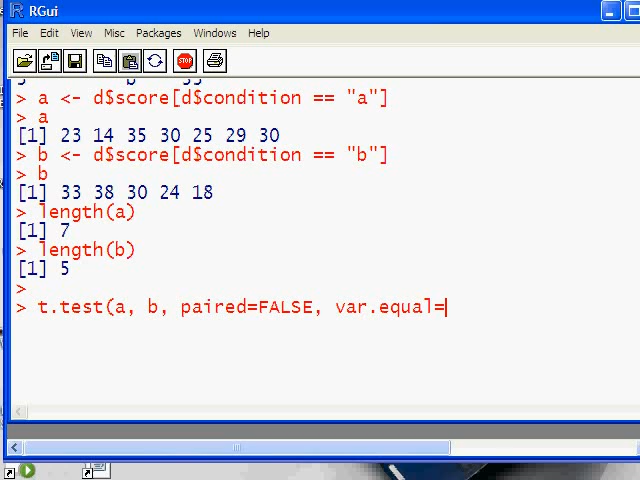 RGui
File Edit View Misc Packages Windows Help
STOP
> a <- d$score[d$condition == "a"]
> a
[1] 23 14 35 30 25 29 30
> b <- d$score[d$condition == "b"]
> b
[1] 33 38 30 24 18
> length(a)
[1] 7
> length(b)
[1] 5
>
> t.test(a, b, paired=FALSE, var.equal=